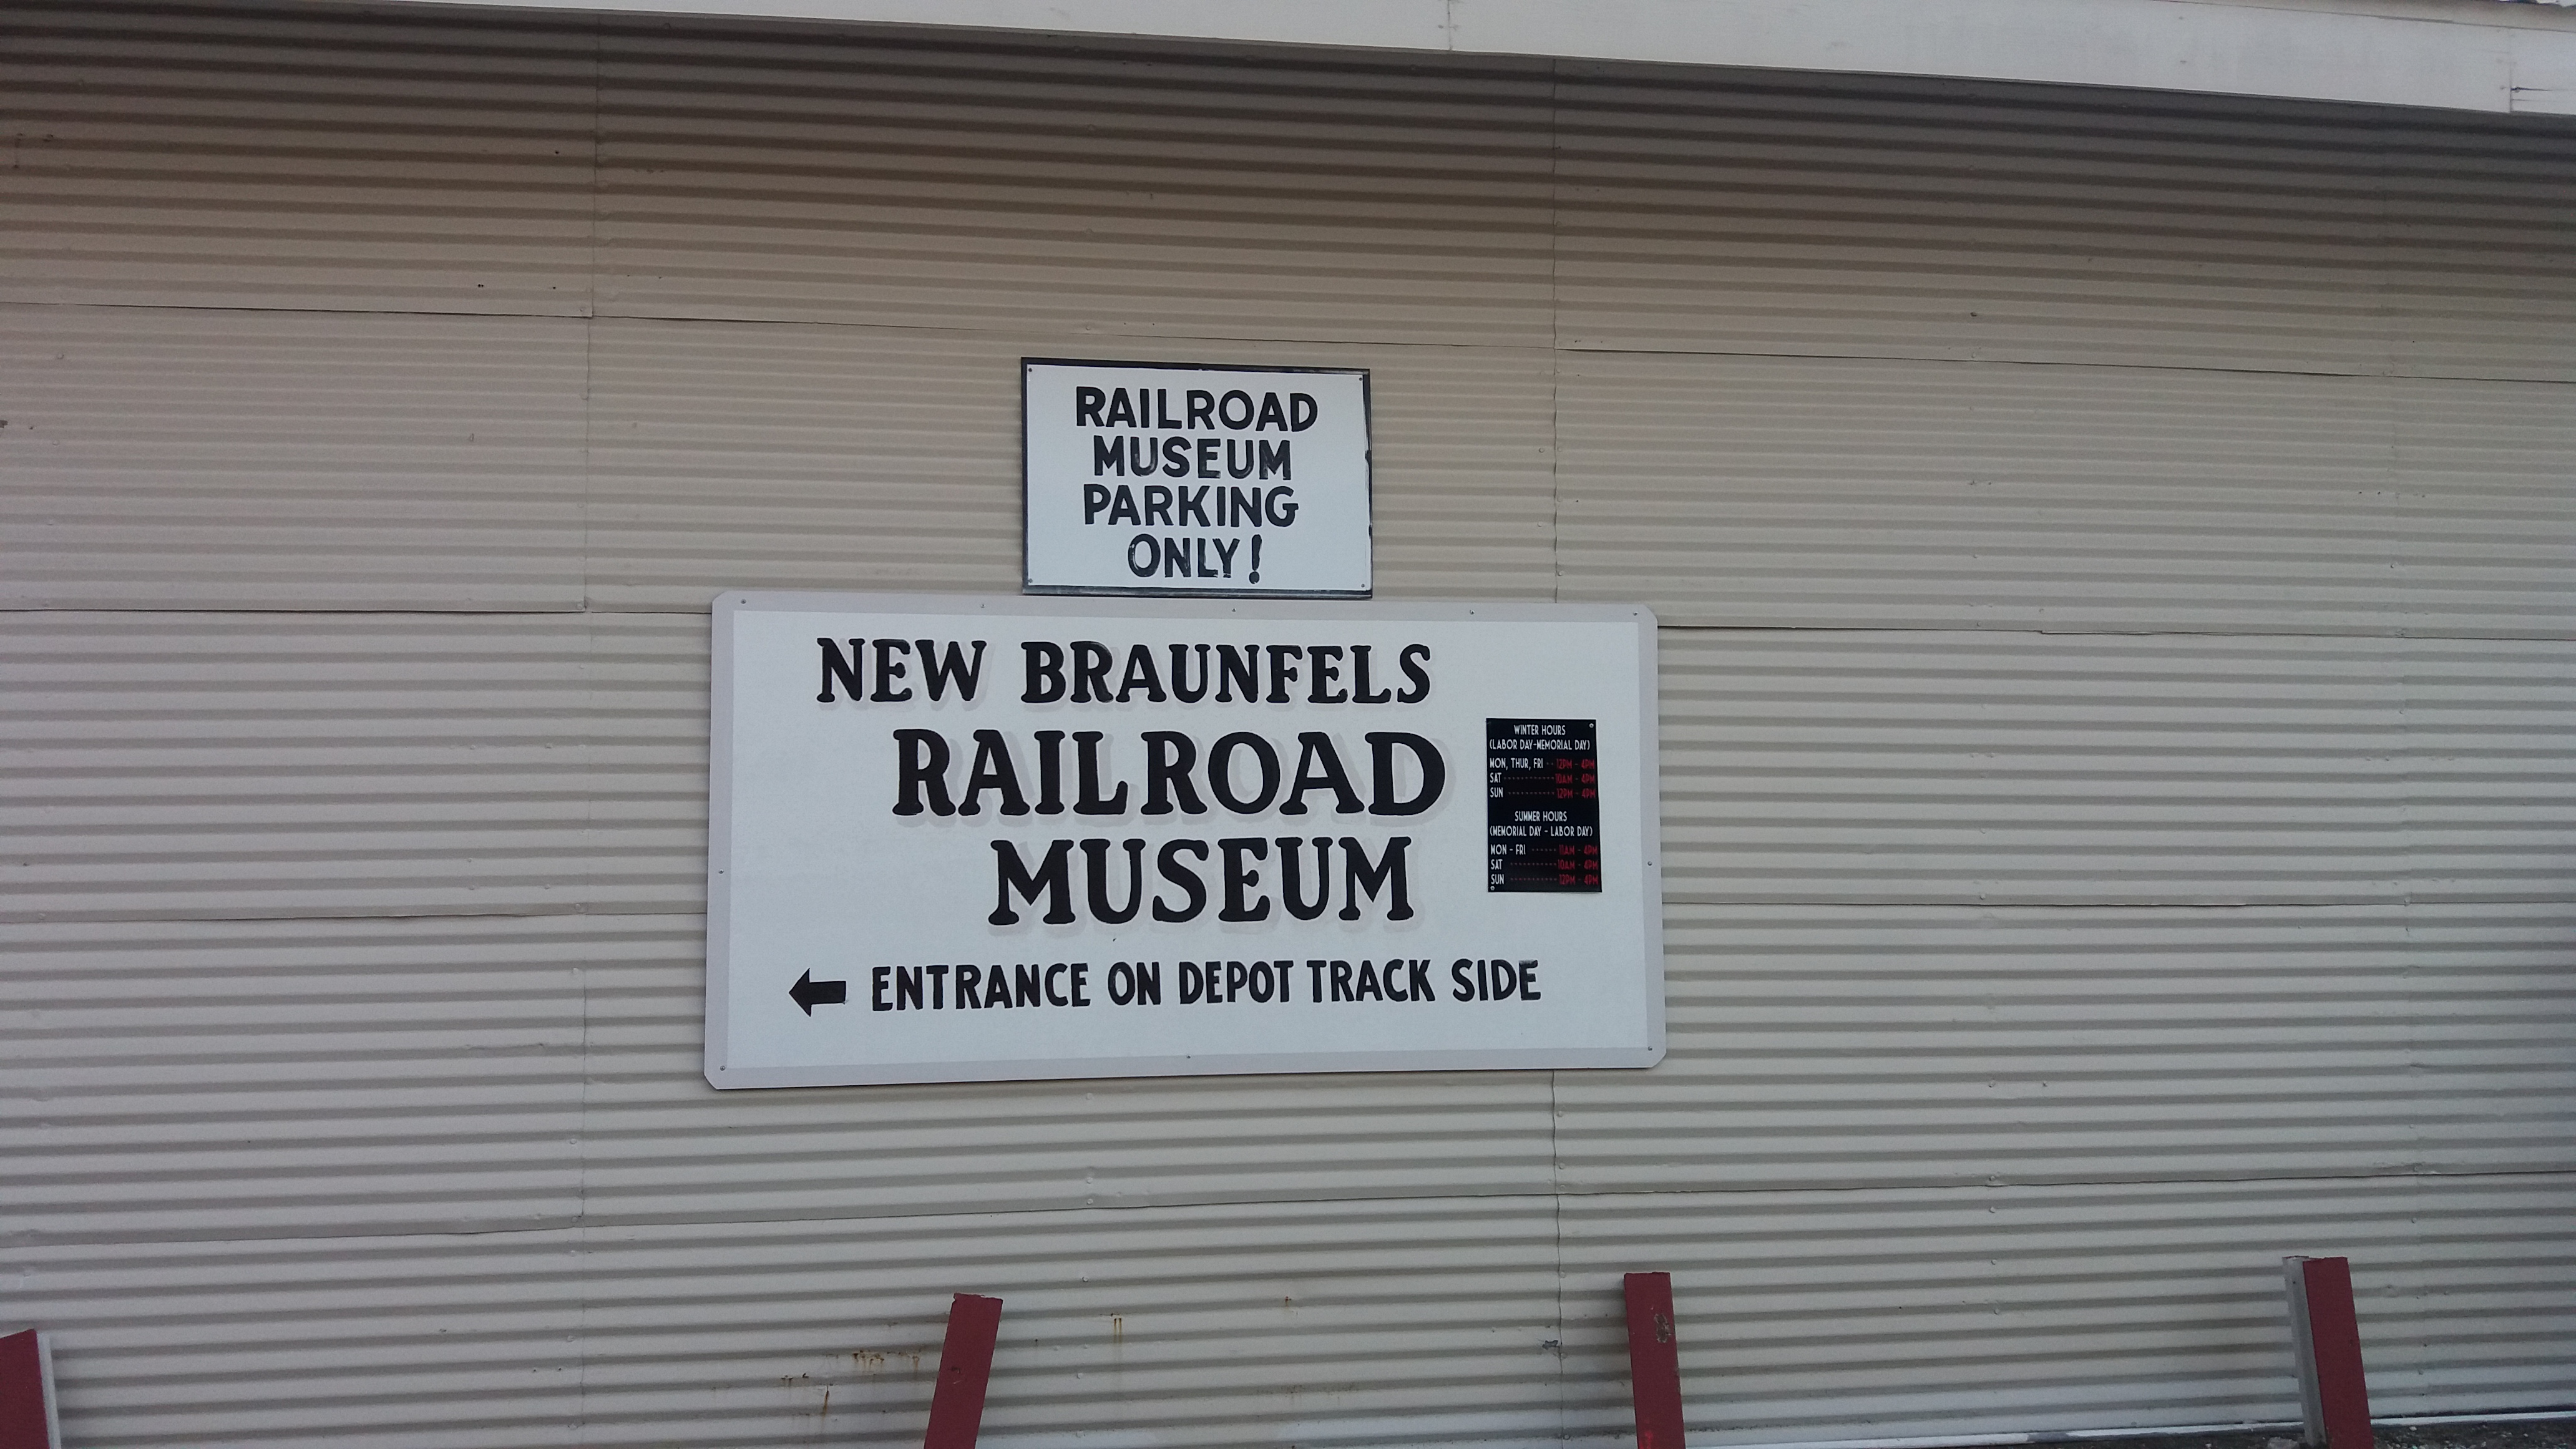 RAILROAD
MUSEUM
PARKING
ONLY!
NEW BRAUNFELS
RAILROAD
MUSEUM
← ENTRANCE ON DEPOT TRACK SIDE
WINTER HOURS
(LABOR DAY-MEMORIAL DAY)
MON, THUR, FRI -- 12PM - 4PM
SAT ----------- 10AM - 4PM
SUN ---------- 12PM - 4PM
SUMMER HOURS
(MEMORIAL DAY - LABOR DAY)
MON - FRI ------ 11AM - 4PM
SAT ----------- 10AM - 4PM
SUN ----------- 12PM - 4PM